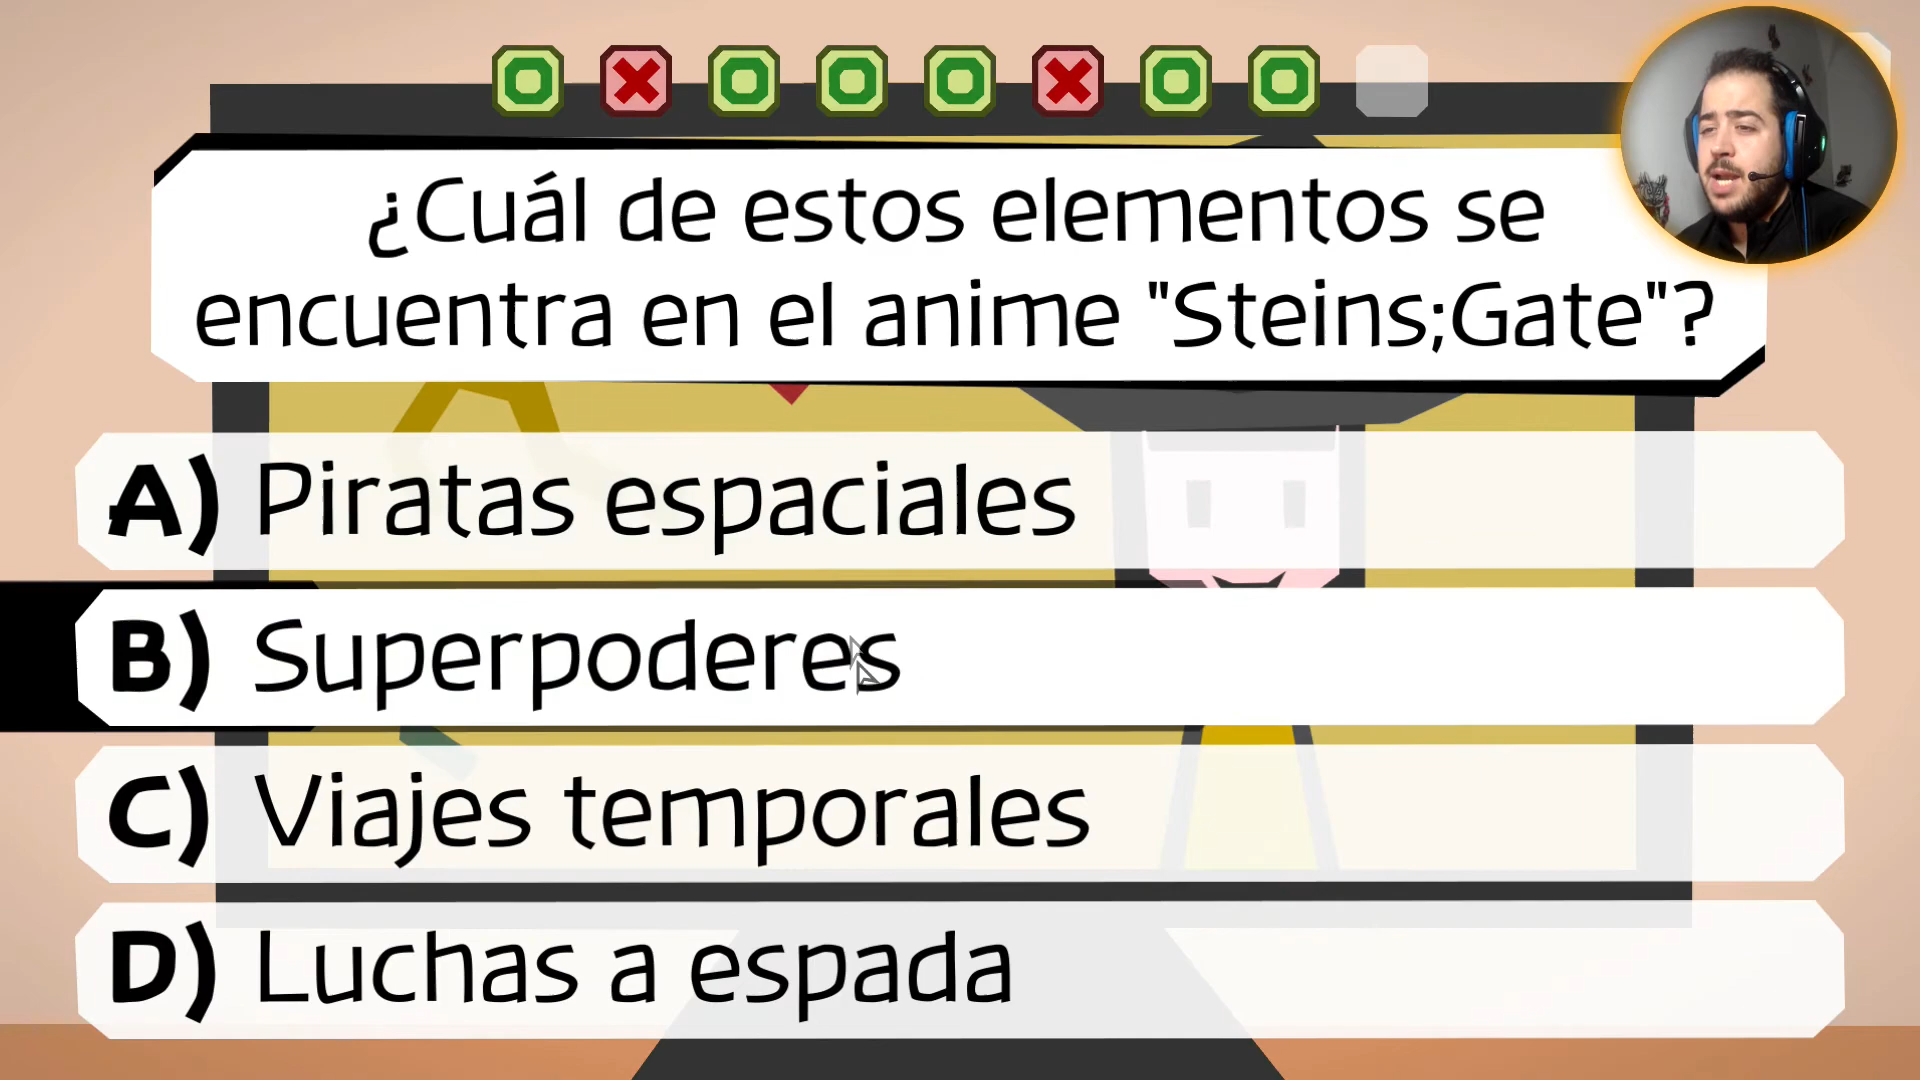 ¿Cuál de estos elementos se
encuentra en el anime "Steins;Gate"?
A) Piratas espaciales
B) Superpoderes
C) Viajes temporales
D) Luchas a espada